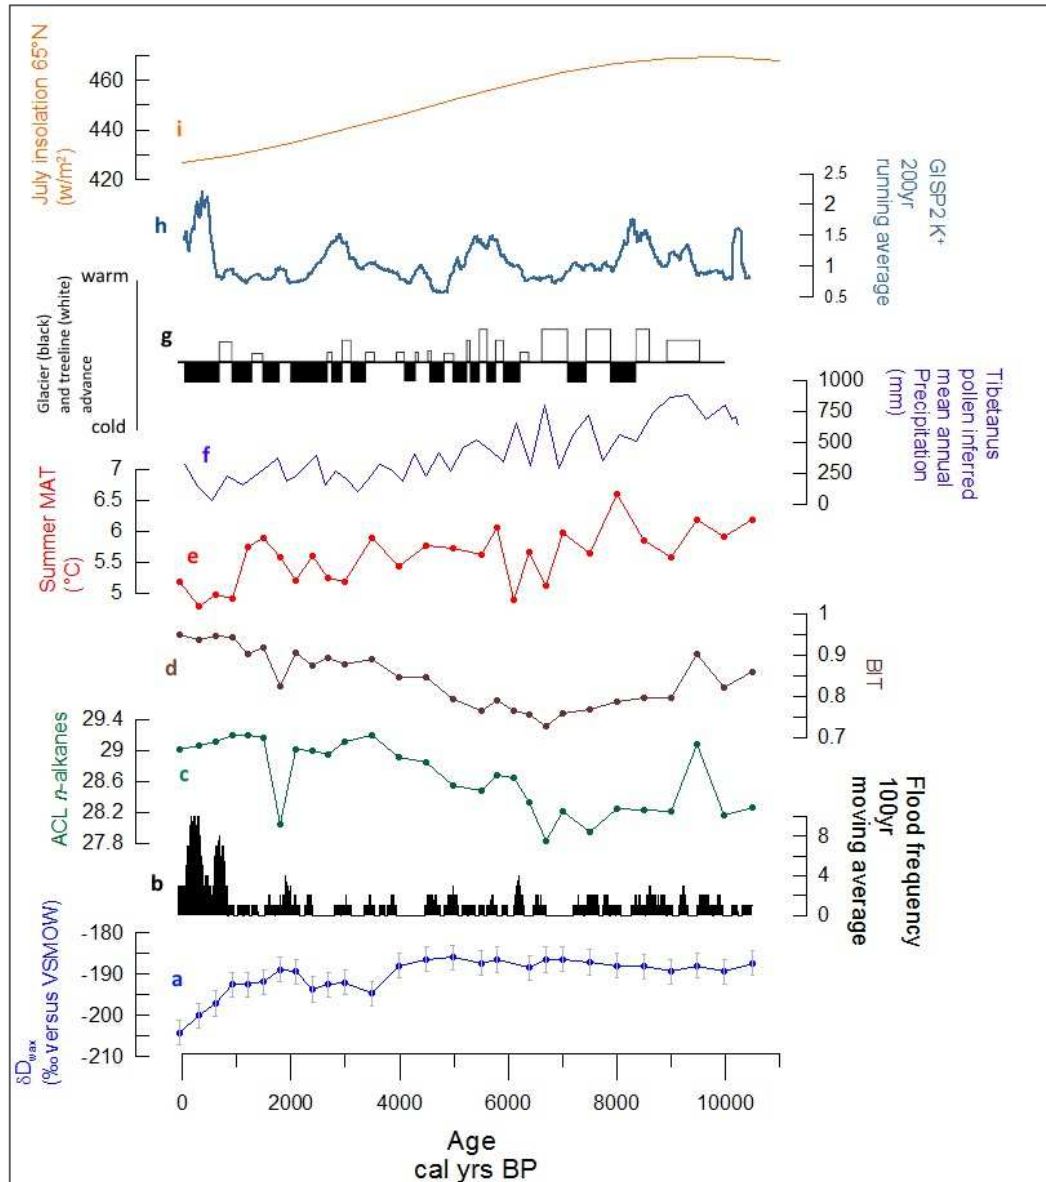 July insolation 65°N
(w/m²)
460
440
420
i
GISP2 K⁺
200yr
running average
2.5
2
1.5
1
0.5
h
warm
Glacier (black)
and treeline (white)
advance
cold
g
Tibetanus
pollen inferred
mean annual
Precipitation
(mm)
1000
750
500
250
0
f
Summer MAT
(°C)
7
6.5
6
5.5
5
e
BIT
1
0.9
0.8
0.7
d
ACL n-alkanes
29.4
29
28.6
28.2
27.8
c
Flood frequency
100yr
moving average
8
4
0
b
δD wax
(‰ versus VSMOW)
-180
-190
-200
-210
a
0 2000 4000 6000 8000 10000
Age
cal yrs BP